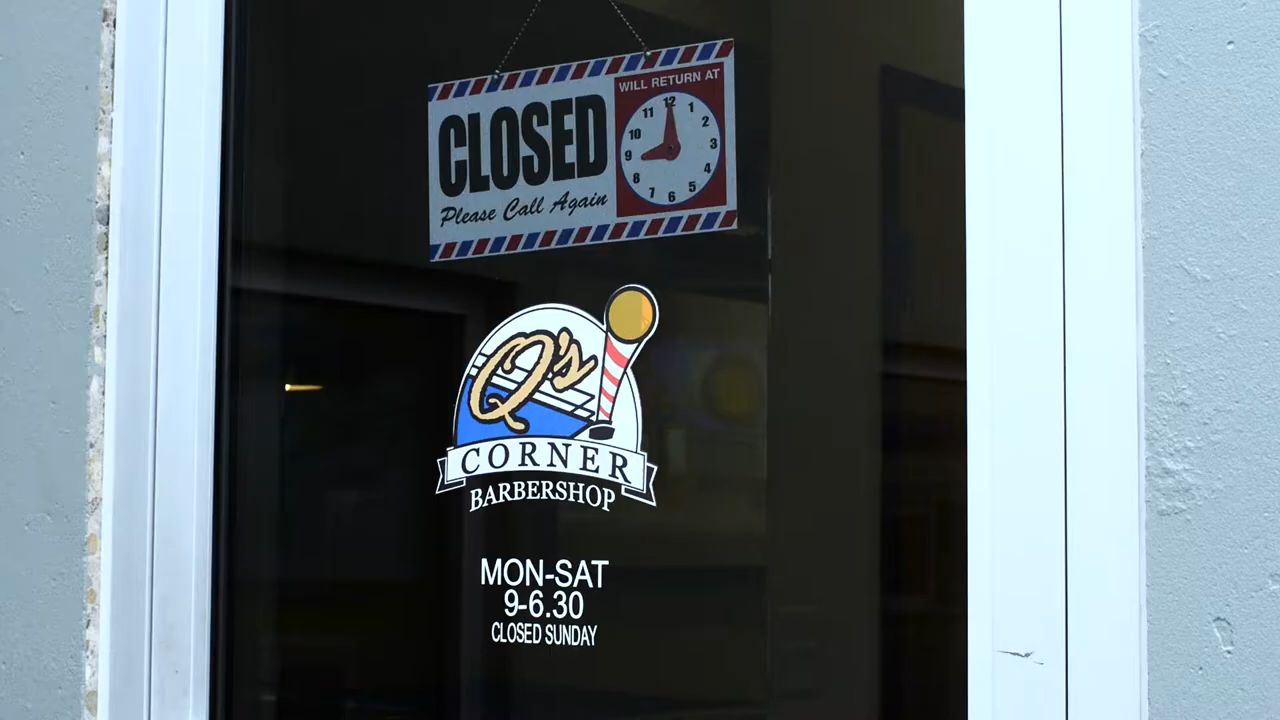 WILL RETURN AT
CLOSED
Please Call Again
12
1
2
3
4
5
6
7
8
9
10
11
Q's
CORNER
BARBERSHOP
MON-SAT
9-6.30
CLOSED SUNDAY